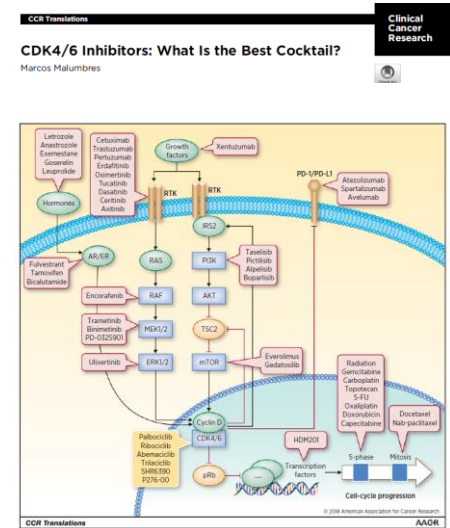 CCR Translations
Clinical
Cancer
Research
CDK4/6 Inhibitors: What Is the Best Cocktail?
Marcos Malumbres
Letrozole
Anastrozole
Exemestane
Goserelin
Leuprolide
Hormones
Cetuximab
Trastuzumab
Pertuzumab
Erdafitinib
Osimertinib
Tucatinib
Dasatinib
Ceritinib
Axitinib
Growth
factors
Xentuzumab
RTK
RTK
PD-1/PD-L1
Atezolizumab
Spartalizumab
Avelumab
AR/ER
Fulvestrant
Tamoxifen
Bicalutamide
RAS
IRS2
PI3K
Taselisib
Pictilisib
Alpelisib
Buparlisib
Encorafenib
RAF
AKT
Trametinib
Binimetinib
PD-0325901
MEK1/2
TSC2
Ulixertinib
ERK1/2
mTOR
Everolimus
Gedatosilib
Radiation
Gemcitabine
Carboplatin
Topotecan
5-FU
Oxaliplatin
Doxorubicin
Capecitabine
Docetaxel
Nab-paclitaxel
Cyclin D
CDK4/6
Palbociclib
Ribociclib
Abemaciclib
Trilaciclib
SHR6390
P276-00
HDM201
pRb
Transcription
factors
S-phase
Mitosis
Cell-cycle progression
© 2016 American Association for Cancer Research
CCR Translations
AACR